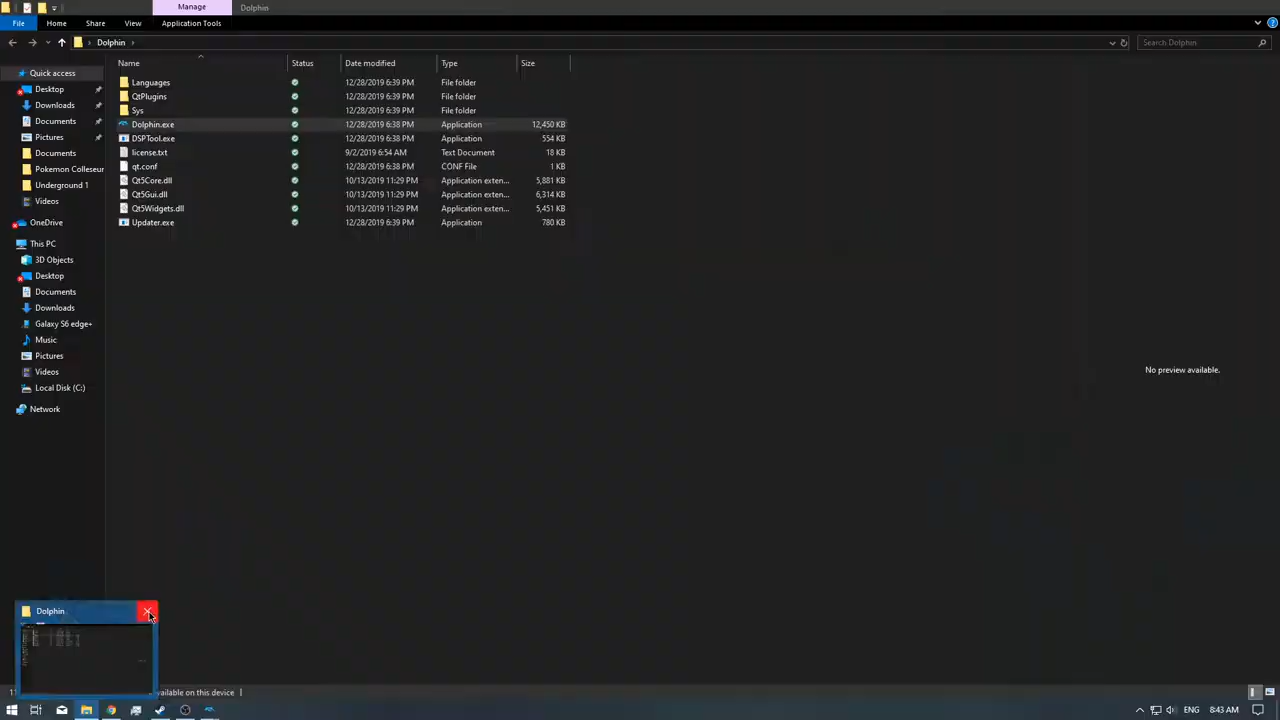 Manage
Dolphin
File
Home
Share
View
Application Tools
Dolphin
Search Dolphin
Name
Status
Date modified
Type
Size
Quick access
Desktop
Downloads
Documents
Pictures
Documents
Pokemon Colleseur
Underground 1
Videos
OneDrive
This PC
3D Objects
Desktop
Documents
Downloads
Galaxy S6 edge+
Music
Pictures
Videos
Local Disk (C:)
Network
Languages 12/28/2019 6:39 PM File folder
QtPlugins 12/28/2019 6:39 PM File folder
Sys 12/28/2019 6:39 PM File folder
Dolphin.exe 12/28/2019 6:38 PM Application 12,450 KB
DSPTool.exe 12/28/2019 6:38 PM Application 554 KB
license.txt 9/2/2019 6:54 AM Text Document 18 KB
qt.conf 12/28/2019 6:38 PM CONF File 1 KB
Qt5Core.dll 10/13/2019 11:29 PM Application exten... 5,881 KB
Qt5Gui.dll 10/13/2019 11:29 PM Application exten... 6,314 KB
Qt5Widgets.dll 10/13/2019 11:29 PM Application exten... 5,451 KB
Updater.exe 12/28/2019 6:39 PM Application 780 KB
No preview available.
Dolphin
available on this device
ENG
8:43 AM